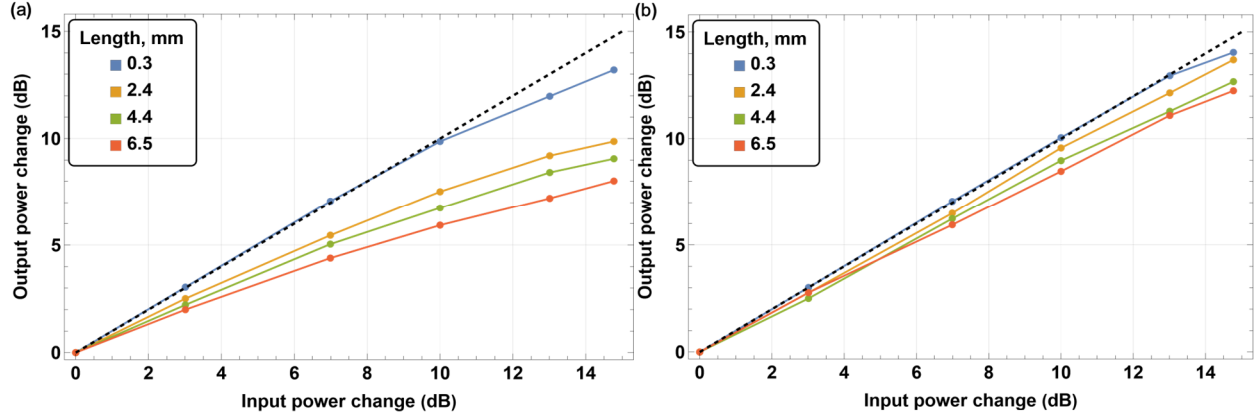 (a)
Length, mm
0.3
2.4
4.4
6.5
Output power change (dB)
15
10
5
0
0 2 4 6 8 10 12 14
Input power change (dB)
(b)
Length, mm
0.3
2.4
4.4
6.5
Output power change (dB)
15
10
5
0
0 2 4 6 8 10 12 14
Input power change (dB)